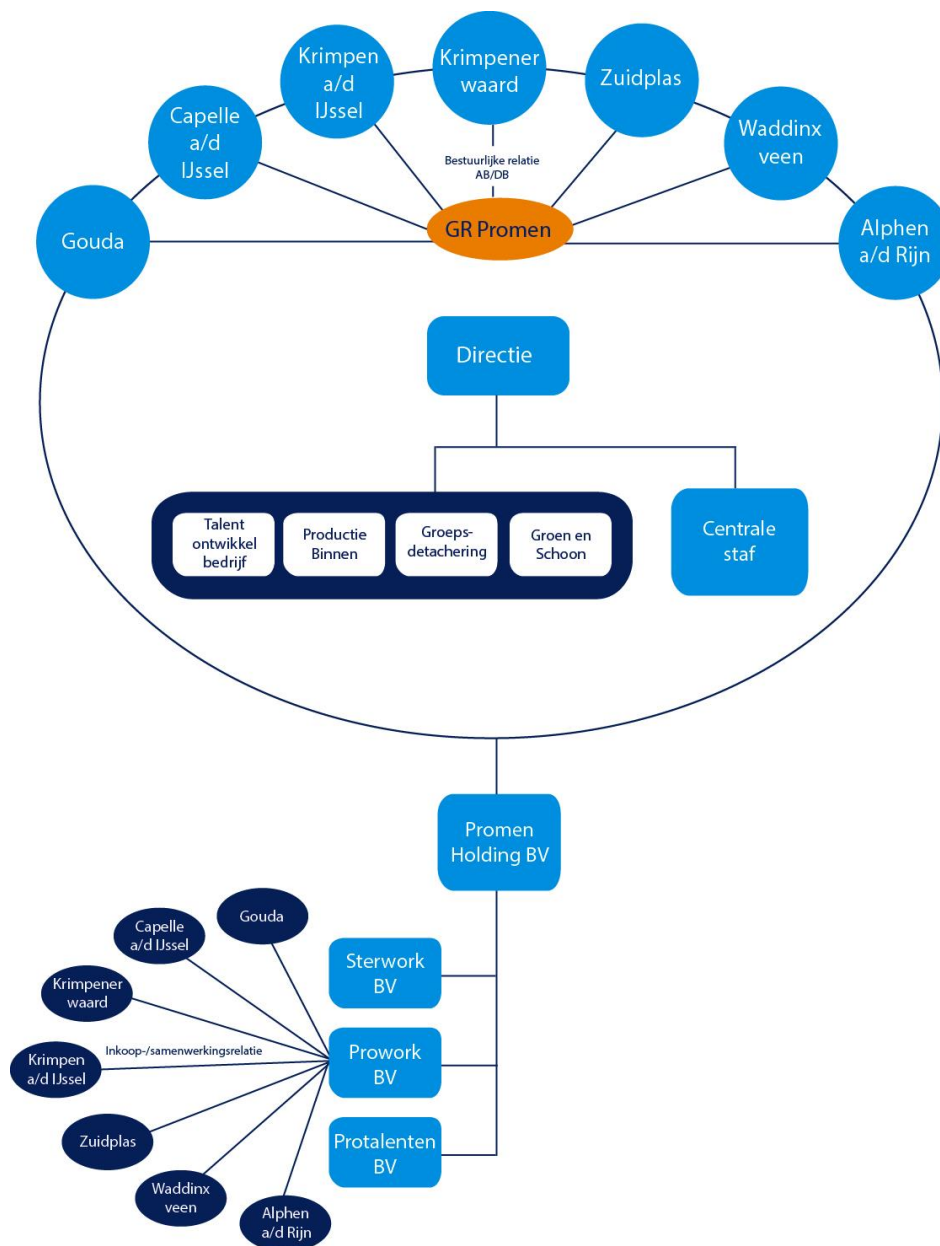 Krimpener
waard
Krimpen
a/d
IJssel
Zuidplas
Capelle
a/d
IJssel
Waddinx
veen
Bestuurlijke relatie
AB/DB
Gouda
GR Promen
Alphen
a/d Rijn
Directie
Talent
ontwikkel
bedrijf
Productie
Binnen
Groeps-
detachering
Groen en
Schoon
Centrale
staf
Promen
Holding BV
Gouda
Capelle
a/d IJssel
Sterwork
BV
Krimpener
waard
Inkoop-/samenwerkingsrelatie
Krimpen
a/d IJssel
Prowork
BV
Zuidplas
Protalenten
BV
Waddinx
veen
Alphen
a/d Rijn